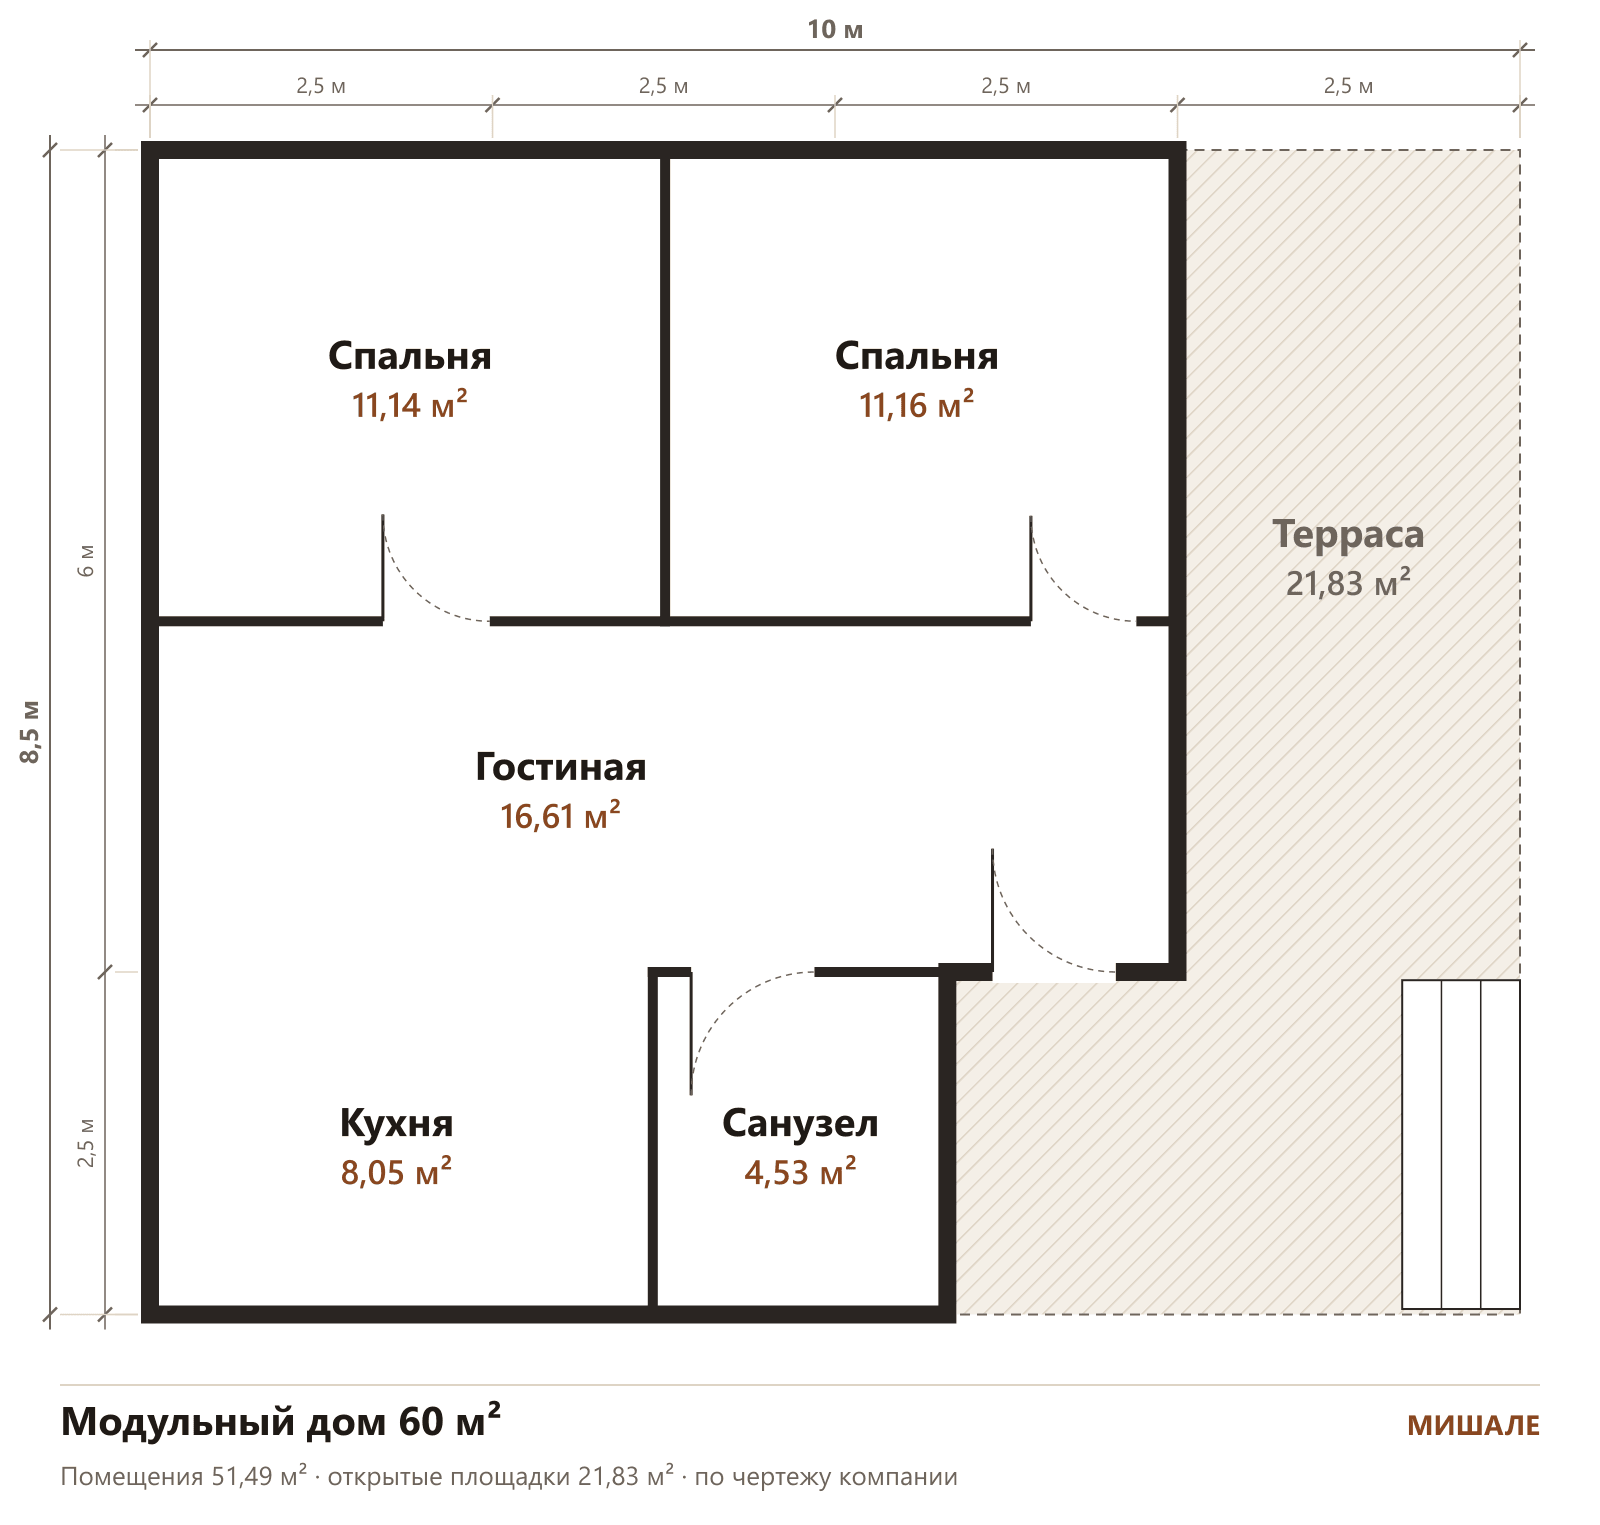 10 м
2,5 м
2,5 м
2,5 м
2,5 м
Спальня
11,14 м²
Спальня
11,16 м²
Терраса
21,83 м²
6 м
8,5 м
Гостиная
16,61 м²
2,5 м
Кухня
8,05 м²
Санузел
4,53 м²
Модульный дом 60 м²
МИШАЛЕ
Помещения 51,49 м² · открытые площадки 21,83 м² · по чертежу компании